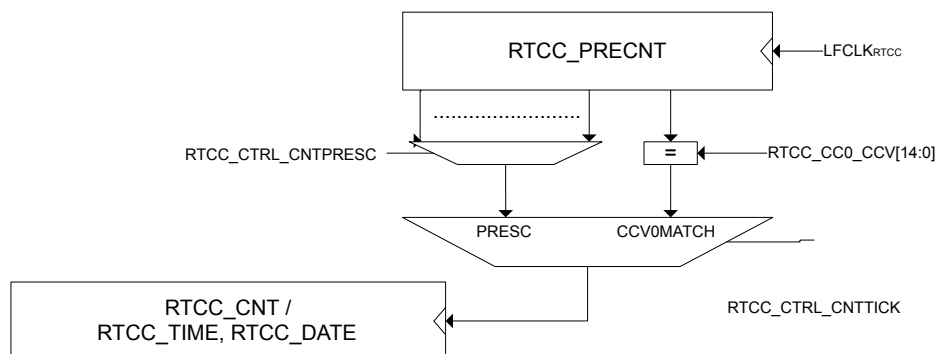 RTCC_PRECNT
LFCLKRTCC
RTCC_CTRL_CNTPRESC
=
RTCC_CC0_CCV[14:0]
PRESC
CCV0MATCH
RTCC_CNT /
RTCC_TIME, RTCC_DATE
RTCC_CTRL_CNTTICK